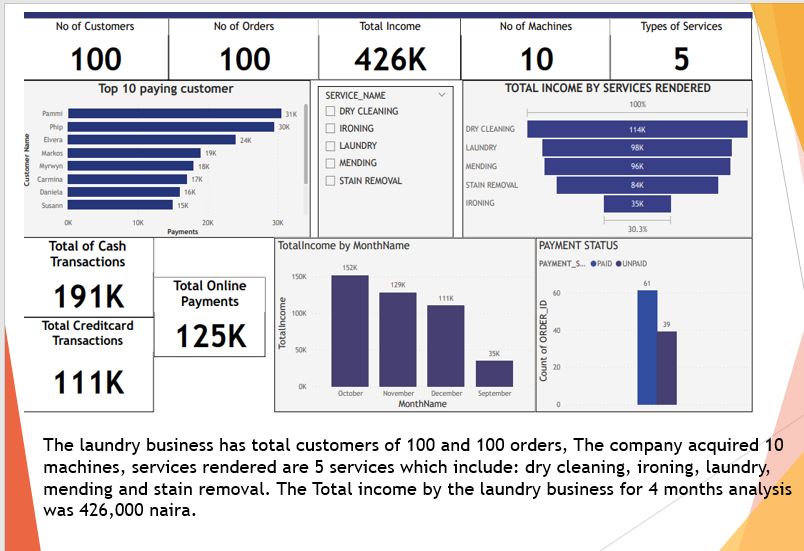 No of Customers
100
No of Orders
100
Total Income
426K
No of Machines
10
Types of Services
5
Top 10 paying customer
Customer Name
Pammi 31K
Phip 30K
Elvera 24K
Markos 19K
Myrwyn 18K
Carmina 17K
Daniela 16K
Susann 15K
0K 10K 20K 30K
Payments
SERVICE_NAME
DRY CLEANING
IRONING
LAUNDRY
MENDING
STAIN REMOVAL
TOTAL INCOME BY SERVICES RENDERED
100%
DRY CLEANING 114K
LAUNDRY 98K
MENDING 96K
STAIN REMOVAL 84K
IRONING 35K
30.3%
Total of Cash
Transactions
191K
Total Creditcard
Transactions
111K
Total Online
Payments
125K
TotalIncome by MonthName
TotalIncome
150K
100K
50K
0K
152K
129K
111K
35K
October November December September
MonthName
PAYMENT STATUS
PAYMENT_S... PAID UNPAID
Count of ORDER_ID
60
40
20
0
61
39
The laundry business has total customers of 100 and 100 orders, The company acquired 10
machines, services rendered are 5 services which include: dry cleaning, ironing, laundry,
mending and stain removal. The Total income by the laundry business for 4 months analysis
was 426,000 naira.